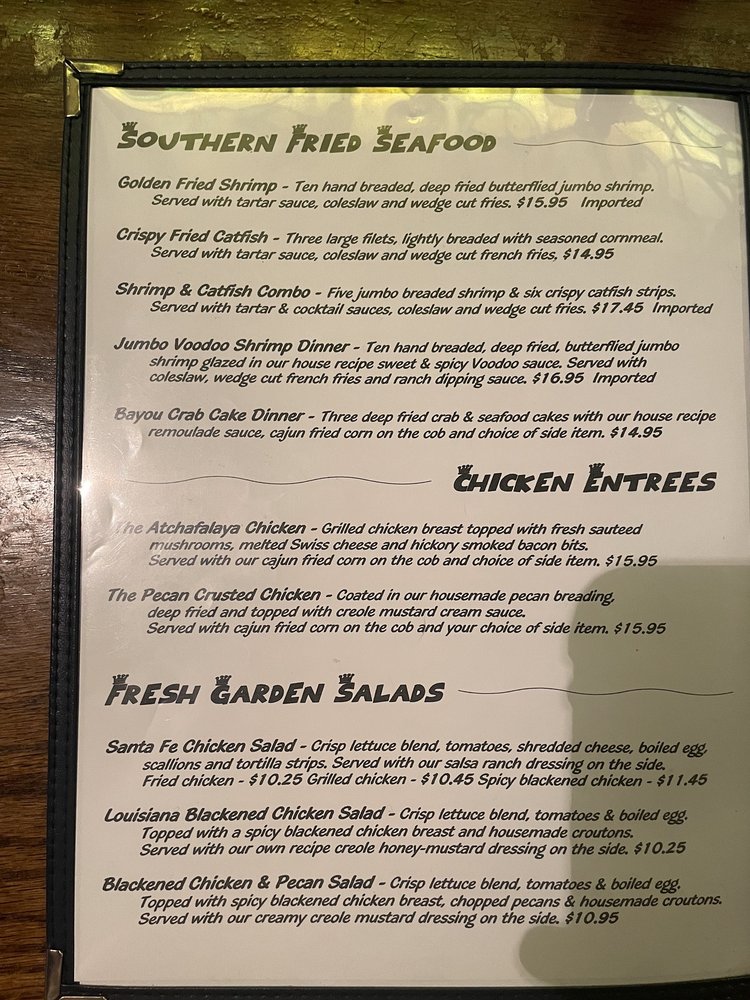 SOUTHERN FRIED SEAFOOD
Golden Fried Shrimp - Ten hand breaded, deep fried butterflied jumbo shrimp.
Served with tartar sauce, coleslaw and wedge cut fries. $15.95 Imported
Crispy Fried Catfish - Three large filets, lightly breaded with seasoned cornmeal.
Served with tartar sauce, coleslaw and wedge cut french fries, $14.95
Shrimp & Catfish Combo - Five jumbo breaded shrimp & six crispy catfish strips.
Served with tartar & cocktail sauces, coleslaw and wedge cut fries. $17.45 Imported
Jumbo Voodoo Shrimp Dinner - Ten hand breaded, deep fried, butterflied jumbo
shrimp glazed in our house recipe sweet & spicy Voodoo sauce. Served with
coleslaw, wedge cut french fries and ranch dipping sauce. $16.95 Imported
Bayou Crab Cake Dinner - Three deep fried crab & seafood cakes with our house recipe
remoulade sauce, cajun fried corn on the cob and choice of side item. $14.95
CHICKEN ENTREES
The Atchafalaya Chicken - Grilled chicken breast topped with fresh sauteed
mushrooms, melted Swiss cheese and hickory smoked bacon bits.
Served with our cajun fried corn on the cob and choice of side item. $15.95
The Pecan Crusted Chicken - Coated in our housemade pecan breading,
deep fried and topped with creole mustard cream sauce.
Served with cajun fried corn on the cob and your choice of side item. $15.95
FRESH GARDEN SALADS
Santa Fe Chicken Salad - Crisp lettuce blend, tomatoes, shredded cheese, boiled egg,
scallions and tortilla strips. Served with our salsa ranch dressing on the side.
Fried chicken - $10.25 Grilled chicken - $10.45 Spicy blackened chicken - $11.45
Louisiana Blackened Chicken Salad - Crisp lettuce blend, tomatoes & boiled egg.
Topped with a spicy blackened chicken breast and housemade croutons.
Served with our own recipe creole honey-mustard dressing on the side. $10.25
Blackened Chicken & Pecan Salad - Crisp lettuce blend, tomatoes & boiled egg.
Topped with spicy blackened chicken breast, chopped pecans & housemade croutons.
Served with our creamy creole mustard dressing on the side. $10.95